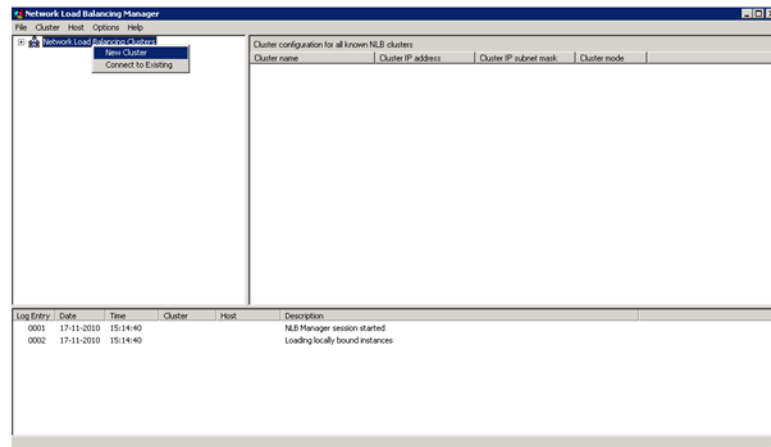 Network Load Balancing Manager
File Cluster Host Options Help
Network Load Balancing Clusters
New Cluster
Connect to Existing
Cluster configuration for all known NLB clusters
Cluster name Cluster IP address Cluster IP subnet mask Cluster mode
Log Entry Date Time Cluster Host Description
0001 17-11-2010 15:14:40 NLB Manager session started
0002 17-11-2010 15:14:40 Loading locally bound instances